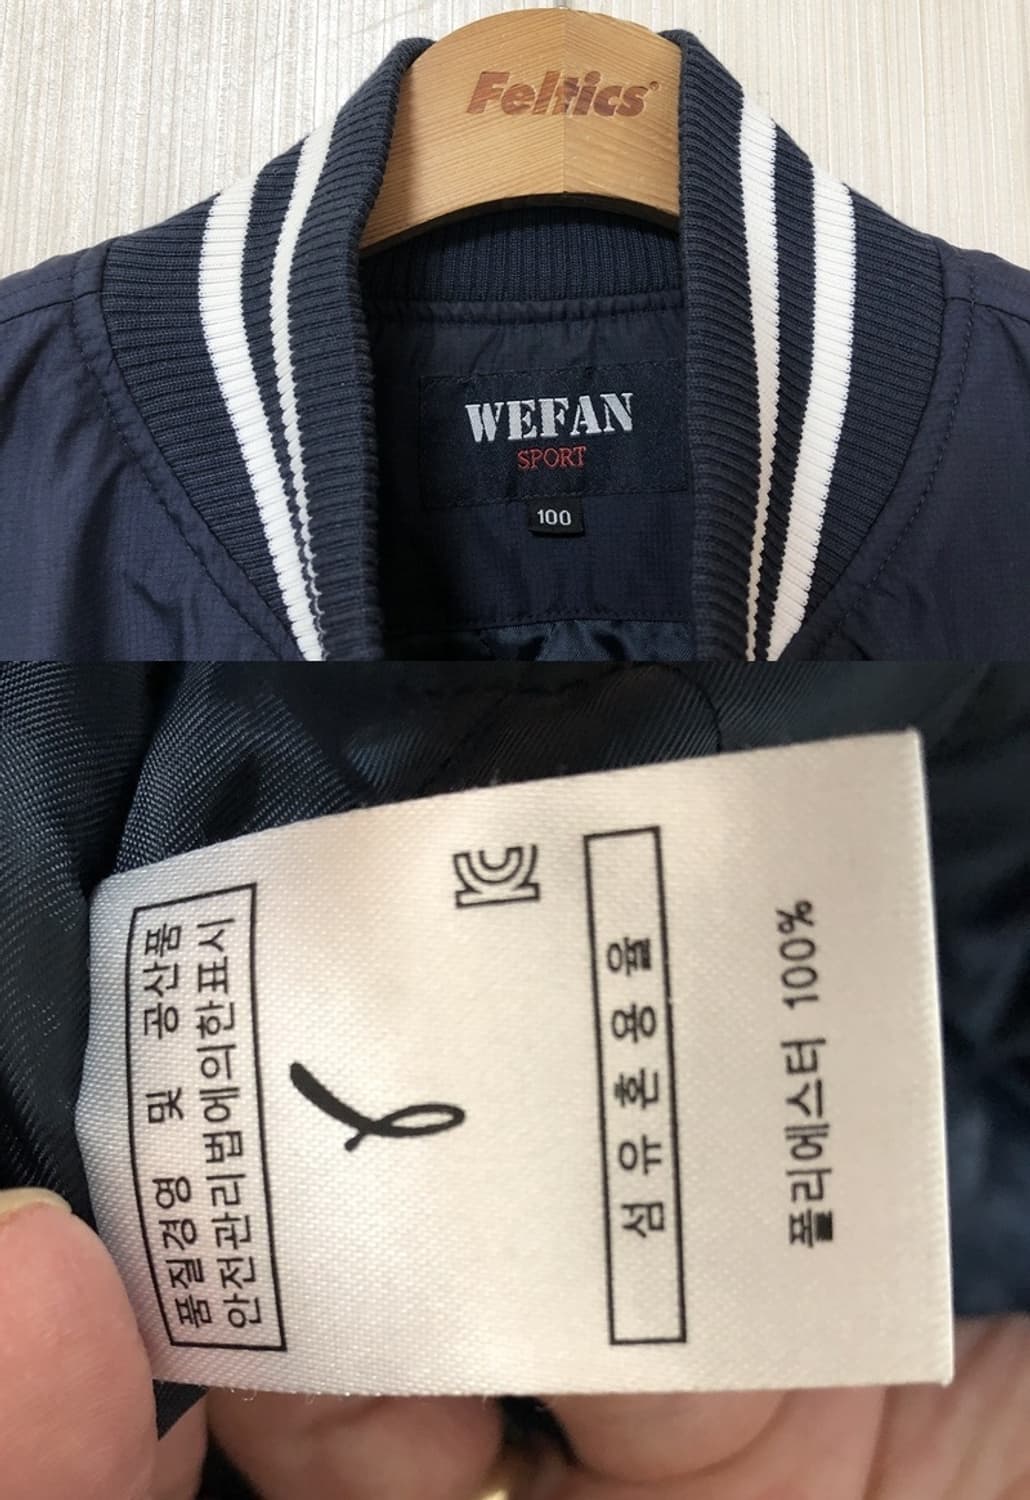 Feltics
WEFAN
SPORT
100
품질경영 및 공산품
안전관리법에의한표시
KC
섬유혼용율
폴리에스터 100%